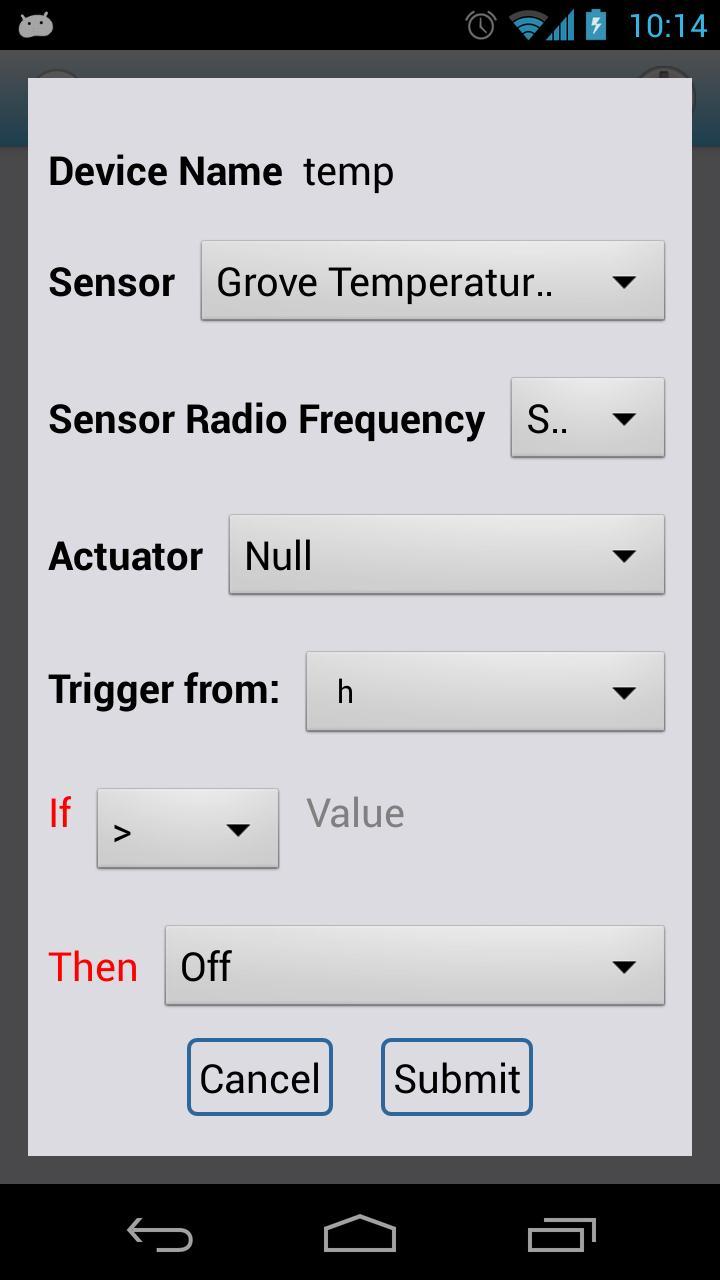 10:14
Device Name temp
Sensor Grove Temperatur..
Sensor Radio Frequency S..
Actuator Null
Trigger from: h
If > Value
Then Off
Cancel Submit